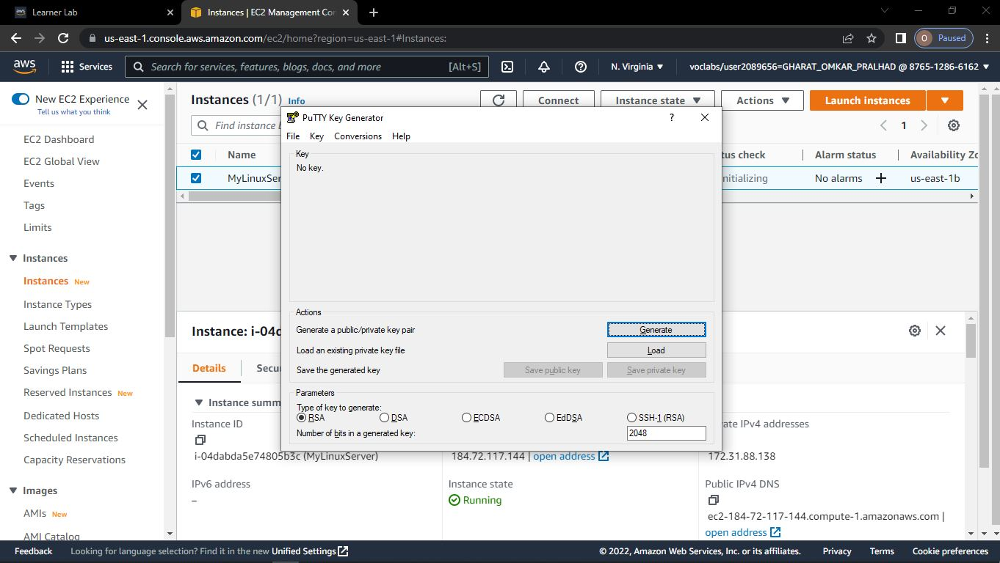 Learner Lab
Instances | EC2 Management Con
us-east-1.console.aws.amazon.com/ec2/home?region=us-east-1#Instances:
O Paused
aws
Services
Search for services, features, blogs, docs, and more [Alt+S]
N. Virginia
voclabs/user2089656=GHARAT_OMKAR_PRALHAD @ 8765-1286-6162
New EC2 Experience
Tell us what you think
EC2 Dashboard
EC2 Global View
Events
Tags
Limits
Instances
Instances New
Instance Types
Launch Templates
Spot Requests
Savings Plans
Reserved Instances New
Dedicated Hosts
Scheduled Instances
Capacity Reservations
Images
AMIs New
AMI Catalog
Instances (1/1) Info
Connect
Instance state
Actions
Launch instances
Find instance
1
Name
tus check
Alarm status
Availability Zo
MyLinuxSer
nitializing
No alarms +
us-east-1b
PuTTY Key Generator
?
File Key Conversions Help
Key
No key.
Actions
Generate a public/private key pair
Generate
Load an existing private key file
Load
Save the generated key
Save public key
Save private key
Parameters
Type of key to generate:
RSA
DSA
ECDSA
EdDSA
SSH-1 (RSA)
Number of bits in a generated key:
2048
Instance: i-04d
Details
Secu
Instance summ
Instance ID
i-04dabda5e74805b3c (MyLinuxServer)
184.72.117.144 | open address
ate IPv4 addresses
172.31.88.138
IPv6 address
–
Instance state
Running
Public IPv4 DNS
ec2-184-72-117-144.compute-1.amazonaws.com |
open address
Feedback
Looking for language selection? Find it in the new Unified Settings
© 2022, Amazon Web Services, Inc. or its affiliates.
Privacy
Terms
Cookie preferences